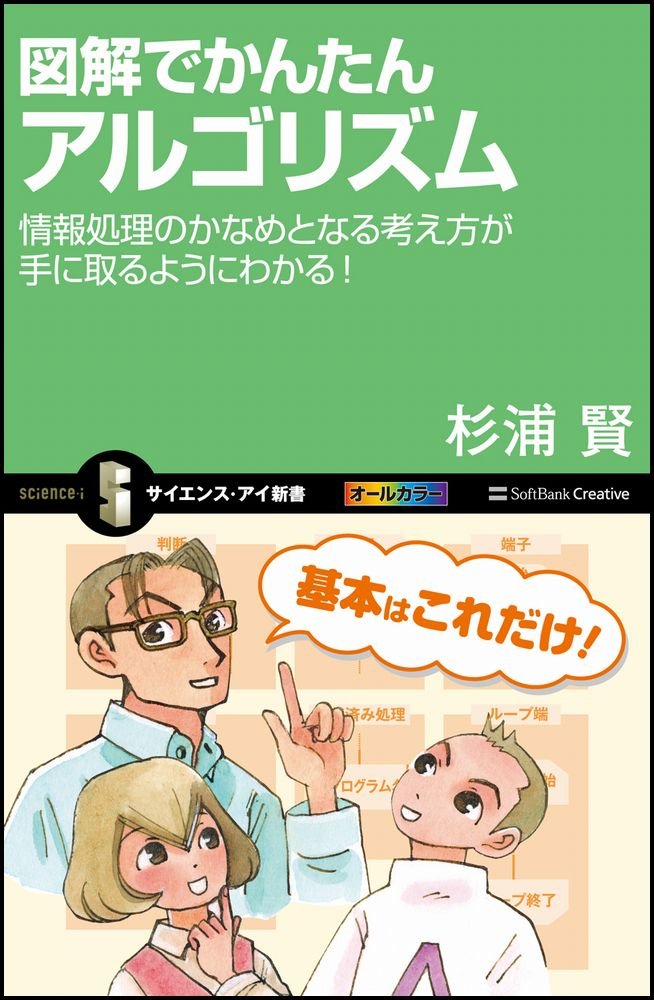 図解でかんたん
アルゴリズム
情報処理のかなめとなる考え方が
手に取るようにわかる!
杉浦 賢
science・i
サイエンス・アイ新書
オールカラー
SoftBank Creative
判断
端子
基本はこれだけ!
済み処理
ループ端
ログラム
始
ープ終了